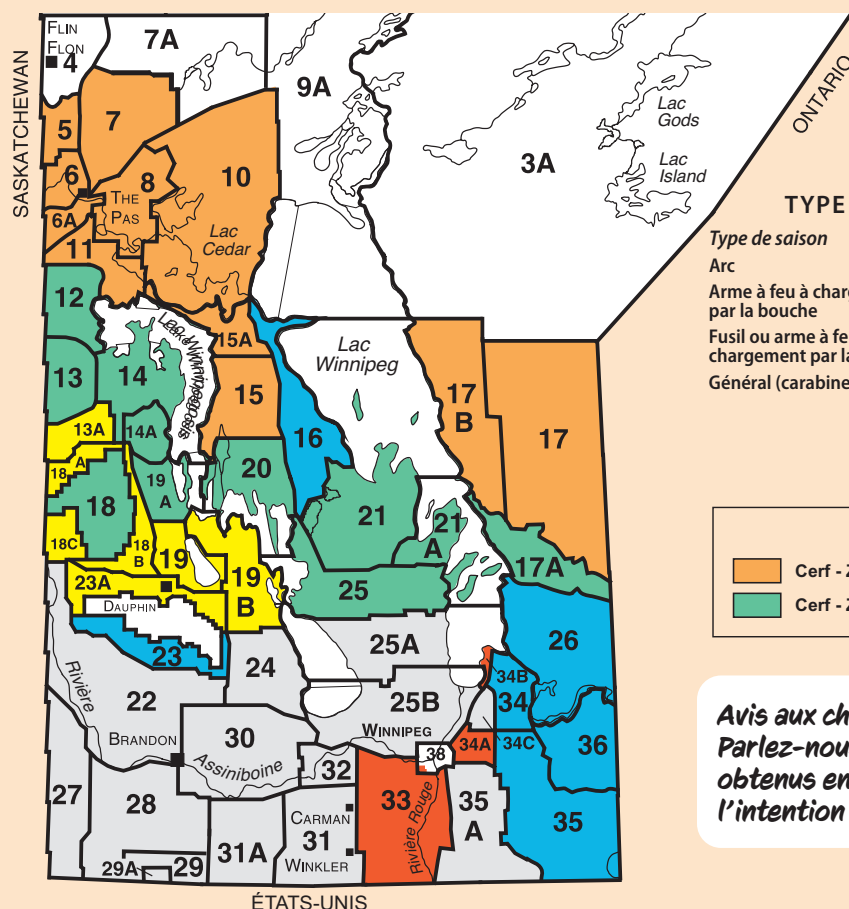 FLIN
FLON
4
7A
9A
3A
Lac
Gods
Lac
Island
SASKATCHEWAN
ONTARIO
5
7
6
8
10
THE
PAS
6A
11
Lac
Cedar
12
13
14
14A
15A
15
16
Lac
Winnipeg
17
B
17
13A
18
A
18
18C
18
B
19
A
19
19
B
20
21
21
A
17A
23A
DAUPHIN
23
25
26
22
24
25A
25B
34B
34
36
Rivière
BRANDON
Assiniboine
30
WINNIPEG
38
34A
34C
32
33
Rivière Rouge
35
A
35
27
28
29A
29
31A
CARMAN
31
WINKLER
ÉTATS-UNIS
TYPE
Type de saison
Arc
Arme à feu à charg
par la bouche
Fusil ou arme à fe
chargement par la
Général (carabine
Cerf - Z
Cerf - Z
Avis aux ch
Parlez-nou
obtenus en
l'intention